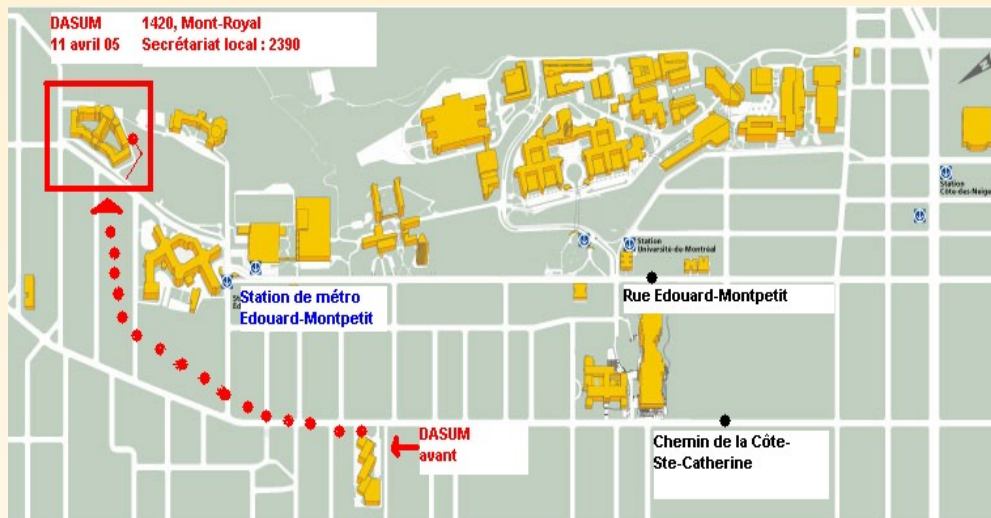 DASUM 1420, Mont-Royal
11 avril 05 Secrétariat local : 2390
N
Station
Côte-des-Neiges
Station
Université-de-Montréal
Station de métro
Edouard-Montpetit
Rue Edouard-Montpetit
DASUM
avant
Chemin de la Côte-
Ste-Catherine